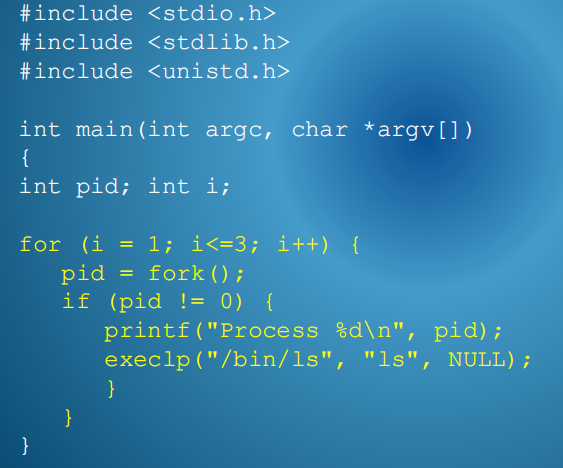 #include <stdio.h>
#include <stdlib.h>
#include <unistd.h>

int main(int argc, char *argv[])
{
int pid; int i;

for (i = 1; i<=3; i++) {
   pid = fork();
   if (pid != 0) {
      printf("Process %d\n", pid);
      execlp("/bin/ls", "ls", NULL);
      }
   }
}